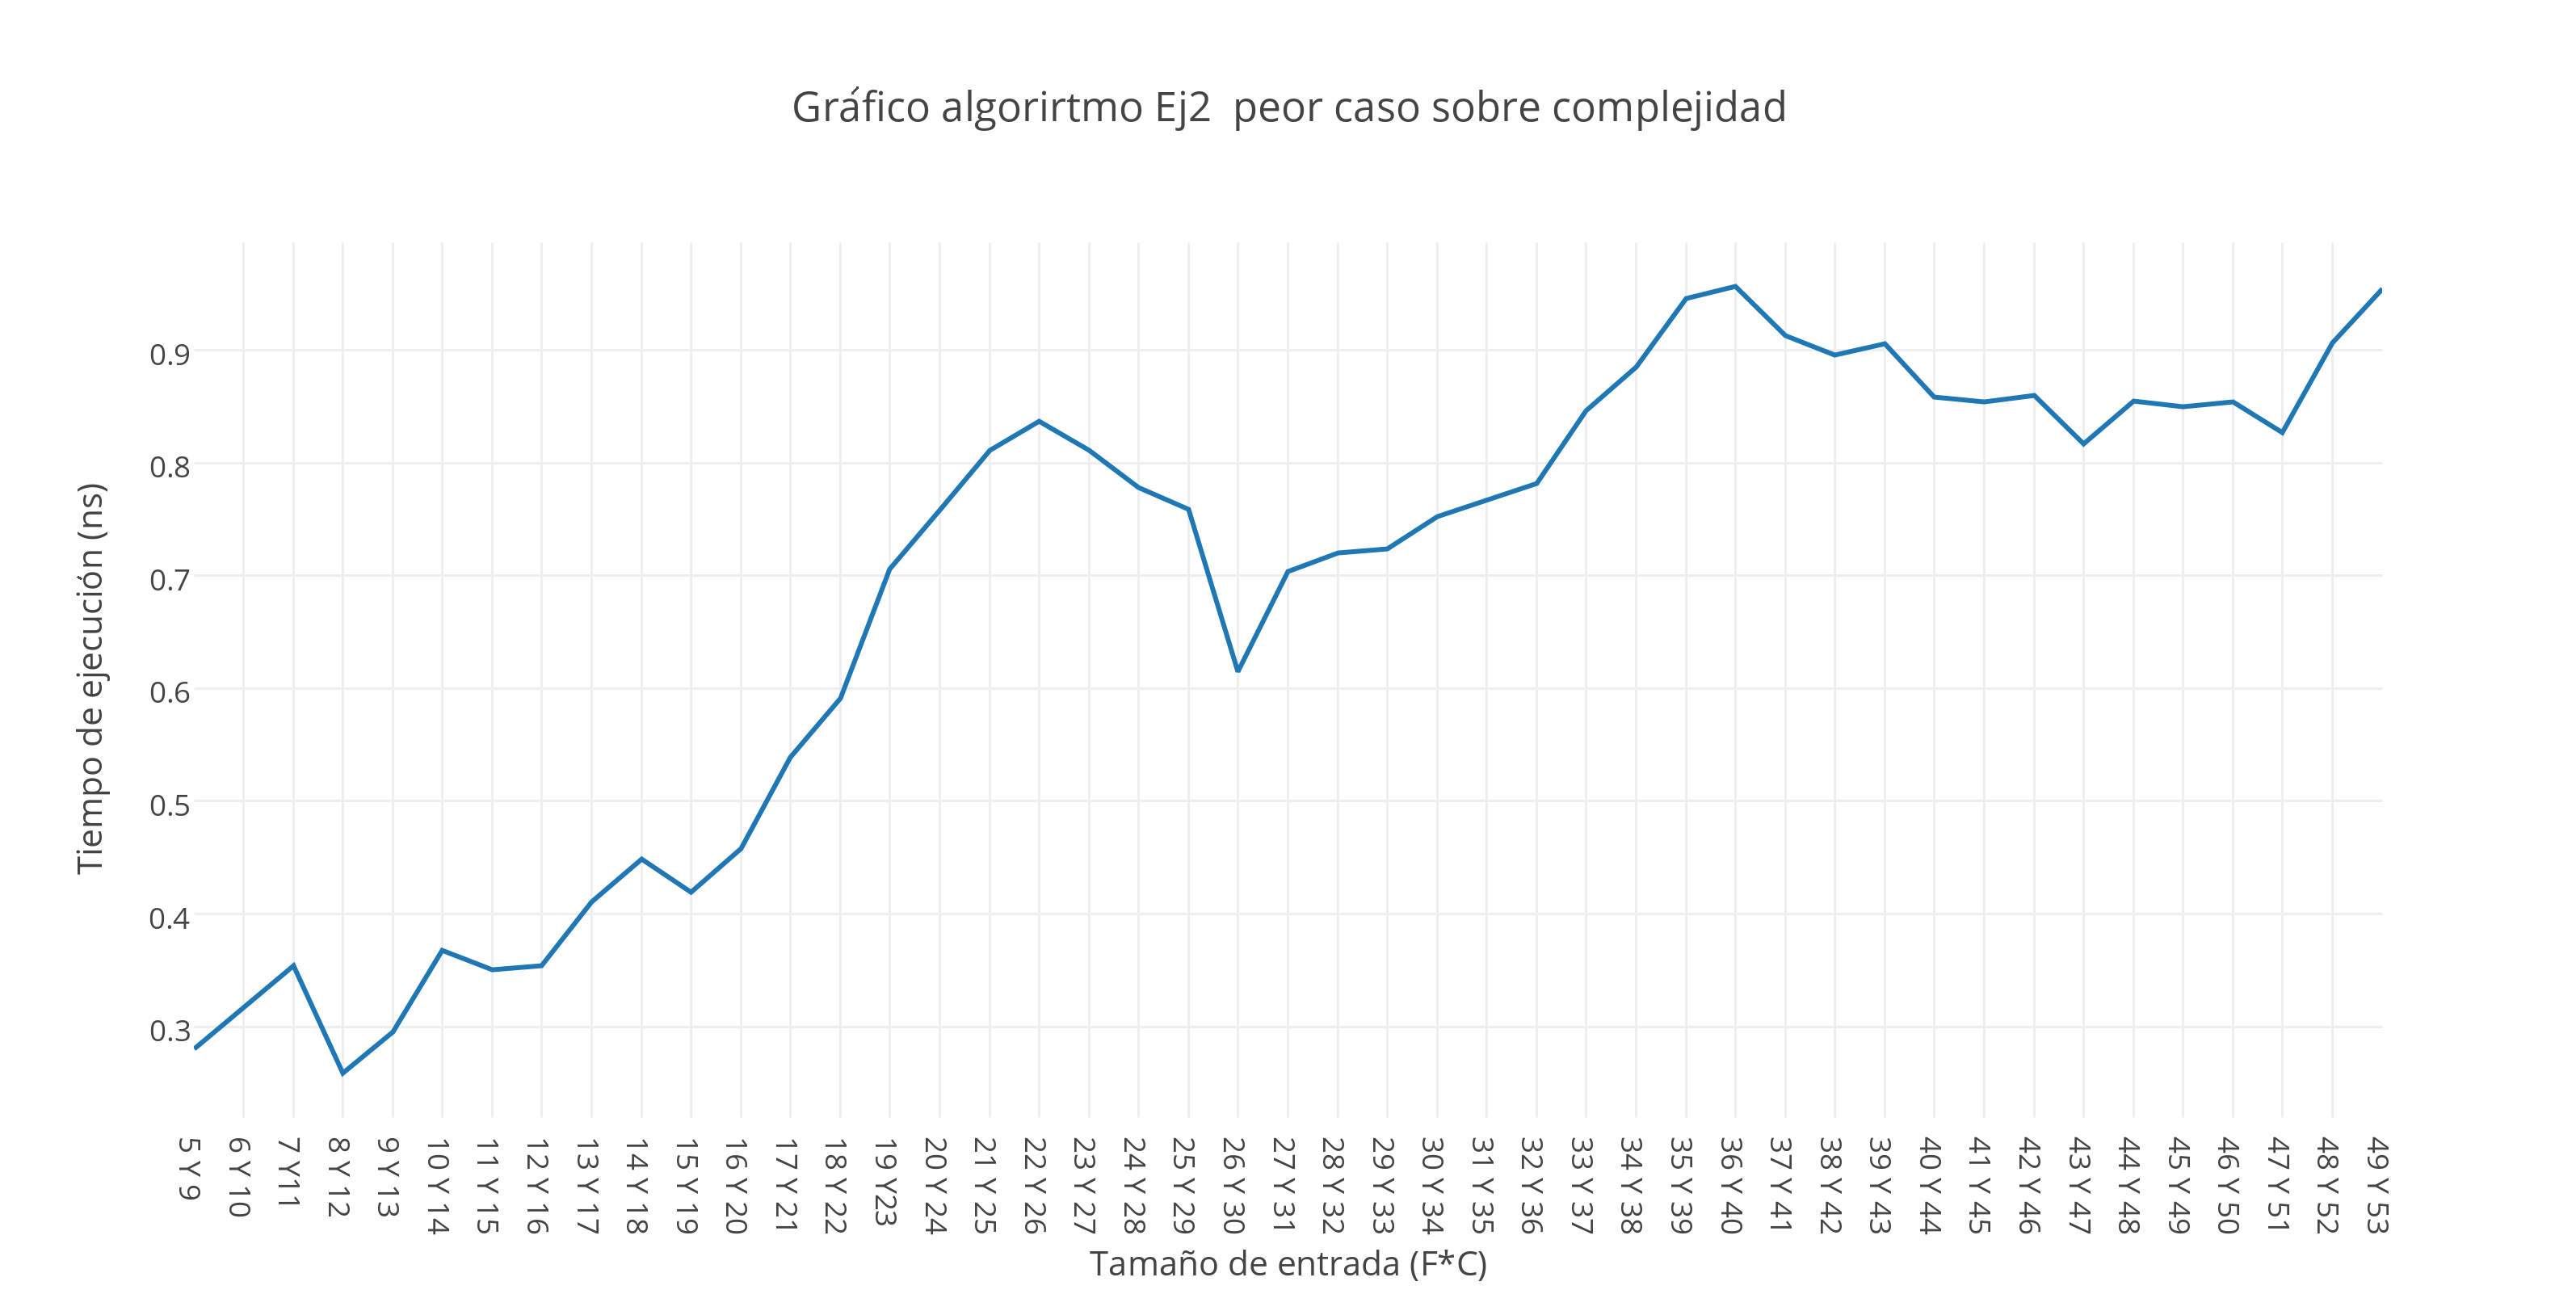 Gráfico algorirtmo Ej2  peor caso sobre complejidad
Tiempo de ejecución (ns)
0.9
0.8
0.7
0.6
0.5
0.4
0.3
5 Y 9
6 Y 10
7 Y11
8 Y 12
9 Y 13
10 Y 14
11 Y 15
12 Y 16
13 Y 17
14 Y 18
15 Y 19
16 Y 20
17 Y 21
18 Y 22
19 Y23
20 Y 24
21 Y 25
22 Y 26
23 Y 27
24 Y 28
25 Y 29
26 Y 30
27 Y 31
28 Y 32
29 Y 33
30 Y 34
31 Y 35
32 Y 36
33 Y 37
34 Y 38
35 Y 39
36 Y 40
37 Y 41
38 Y 42
39 Y 43
40 Y 44
41 Y 45
42 Y 46
43 Y 47
44 Y 48
45 Y 49
46 Y 50
47 Y 51
48 Y 52
49 Y 53
Tamaño de entrada (F*C)